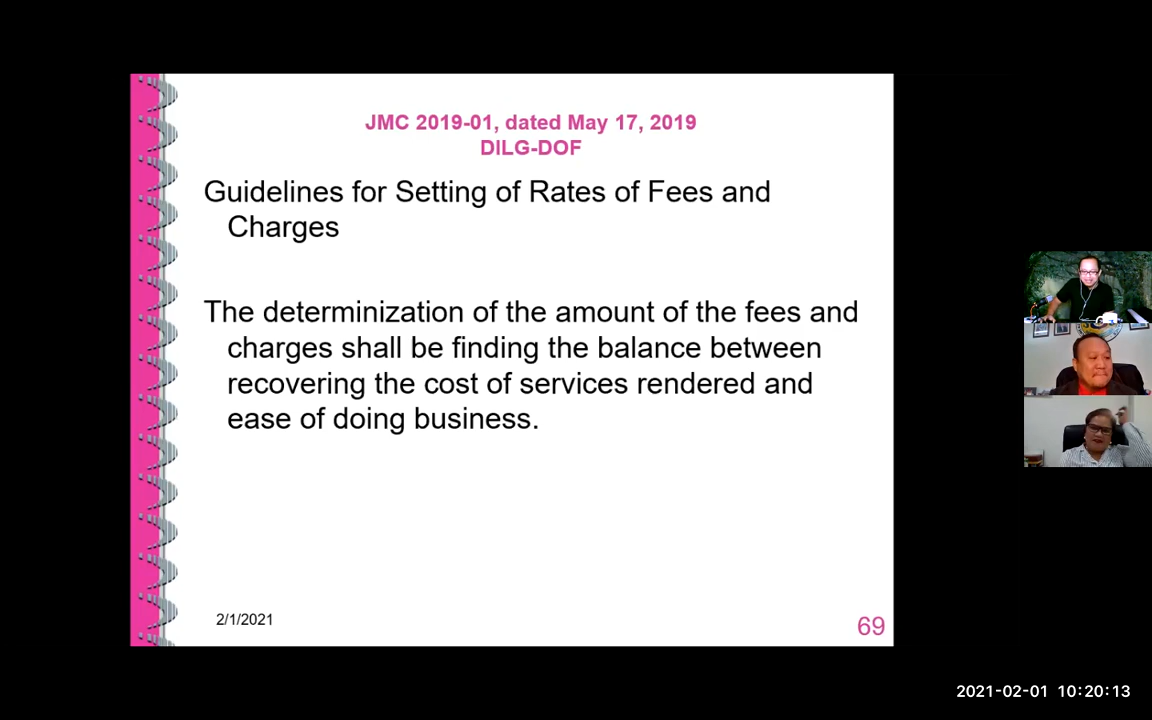 JMC 2019-01, dated May 17, 2019
DILG-DOF
Guidelines for Setting of Rates of Fees and
Charges
The determinization of the amount of the fees and
charges shall be finding the balance between
recovering the cost of services rendered and
ease of doing business.
2/1/2021
69
2021-02-01 10:20:13